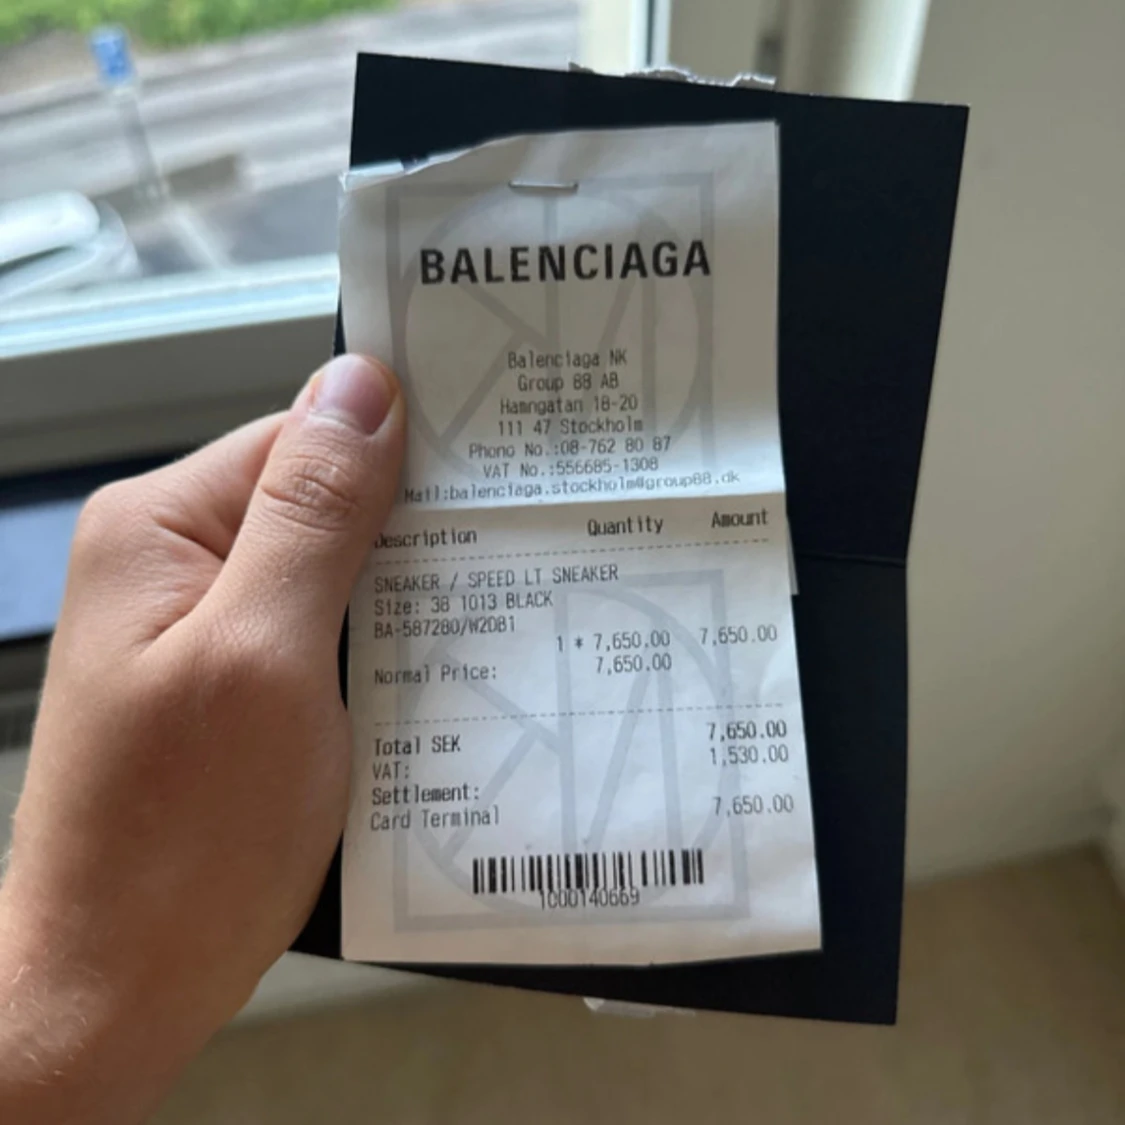 BALENCIAGA
Balenciaga NK
Group 88 AB
Hamngatan 18-20
111 47 Stockholm
Phono No.:08-762 80 87
VAT No.:556685-1308
Mail:balenciaga.stockholm@group88.dk
Description Quantity Amount
SNEAKER / SPEED LT SNEAKER
Size: 38 1013 BLACK
BA-587280/W2DB1
1 * 7,650.00 7,650.00
Normal Price: 7,650.00
Total SEK 7,650.00
VAT: 1,530.00
Settlement:
Card Terminal 7,650.00
1000140669